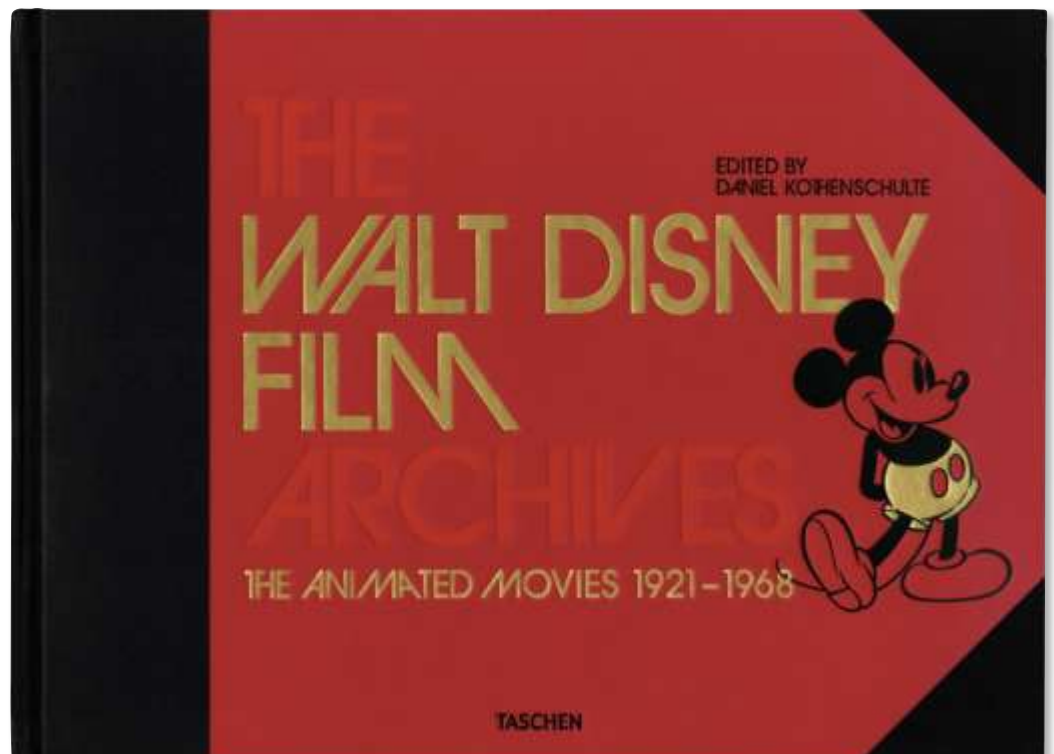 THE
EDITED BY
DANIEL KOTHENSCHULTE
WALT DISNEY
FILM
ARCHIVES
THE ANIMATED MOVIES 1921–1968
TASCHEN